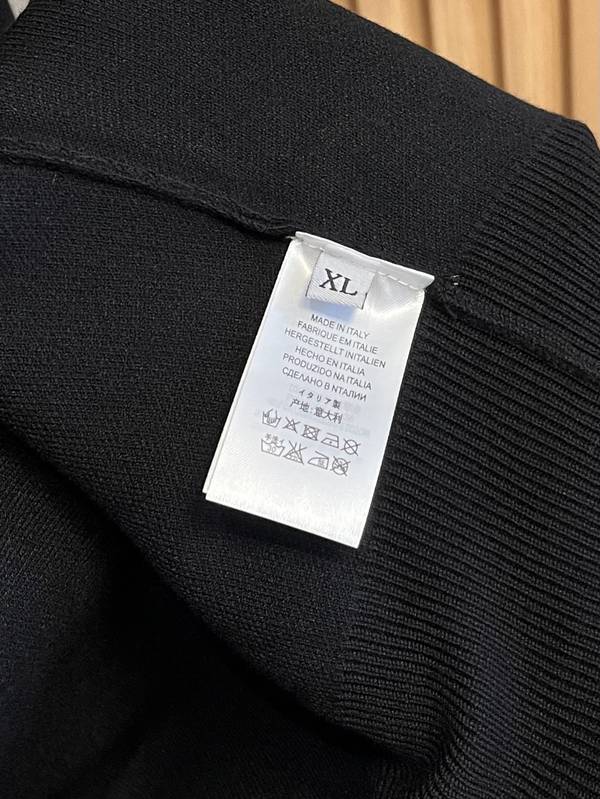 XL
MADE IN ITALY
FABRIQUE EM ITALIE
HERGESTELLT INITALIEN
HECHO EN ITALIA
PRODUZIDO NA ITALIA
СДЕЛАНО В NТАЛИИ
イタリア製
产地:意大利